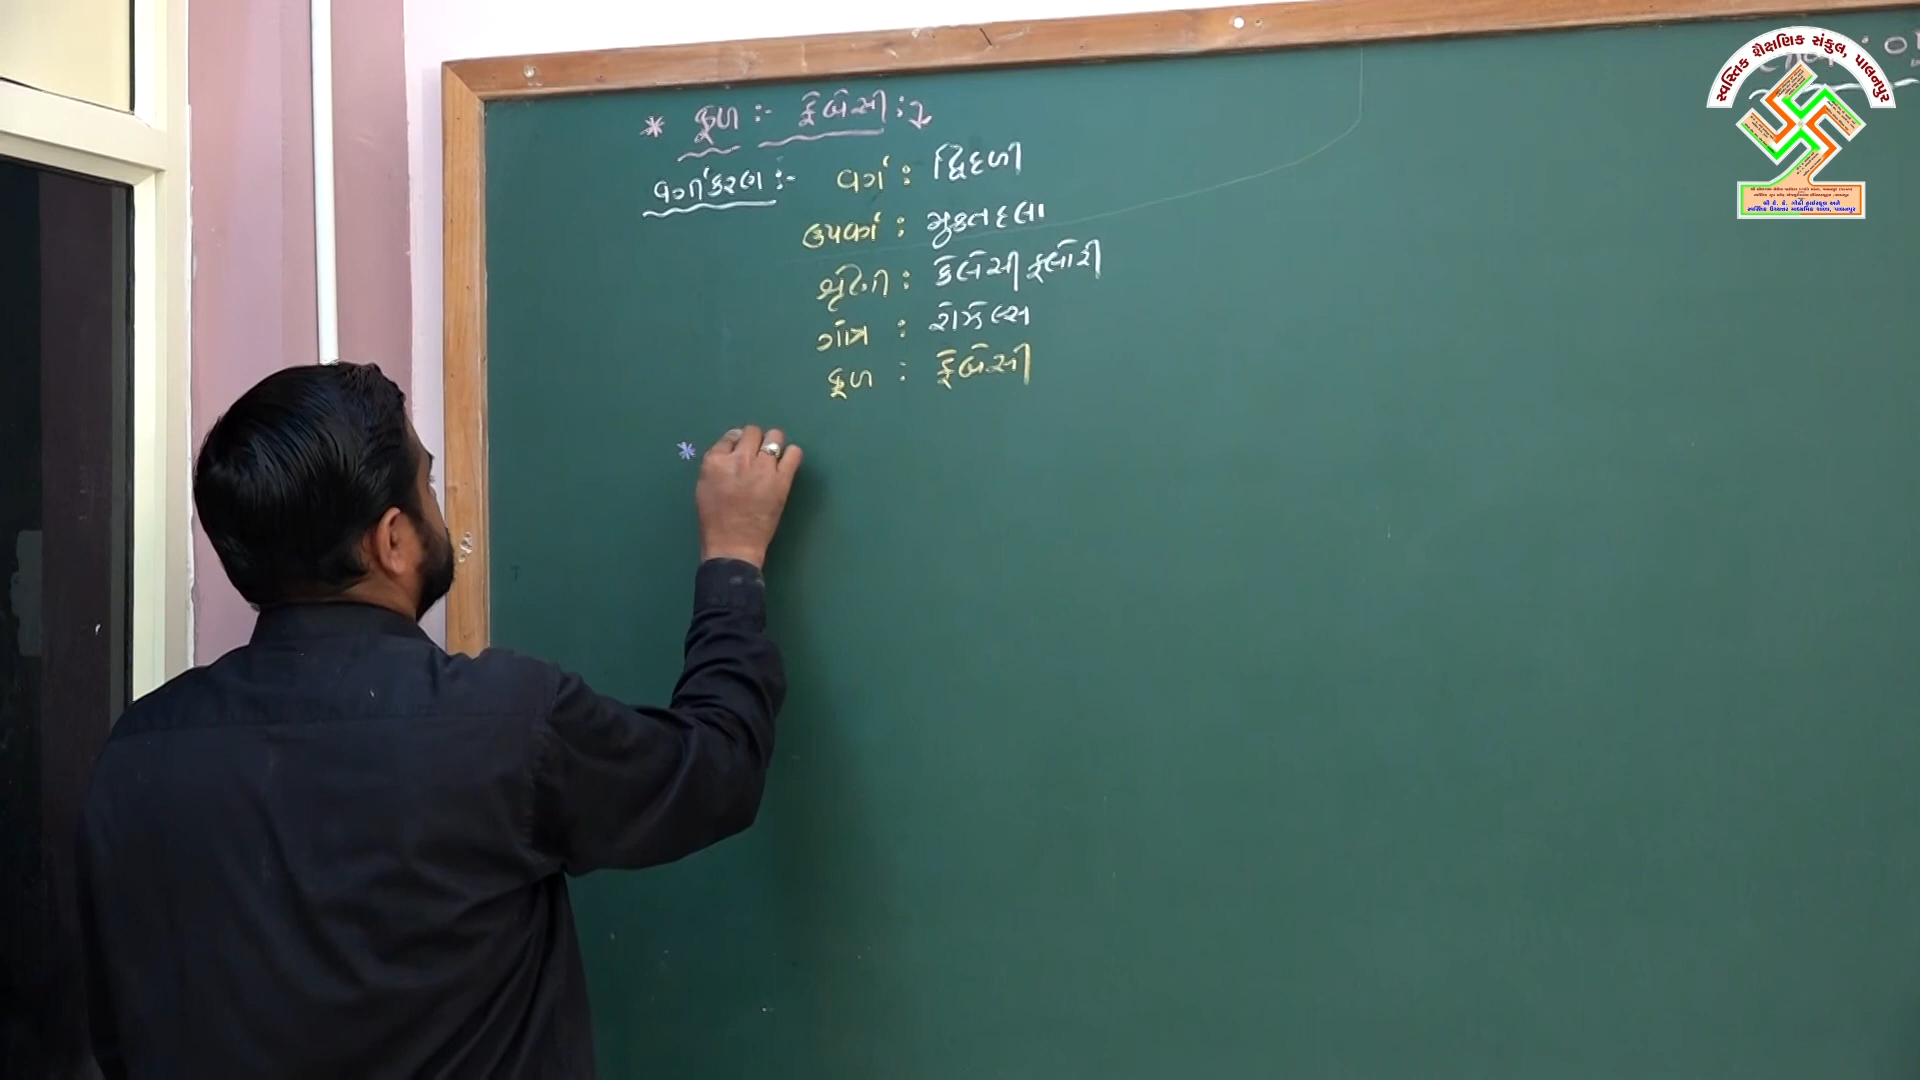 * કૂળ :- ફેબેસી :-
વર્ગીકરણ :- વર્ગ : દ્વિદળી
ઉપવર્ગ : મુક્તદલા
શ્રેણી : કેલેસીફ્લોરી
ગોત્ર : રોઝેલ્સ
કૂળ : ફેબેસી
*
સ્વસ્તિક શૈક્ષણિક સંકુલ, પાલનપુર